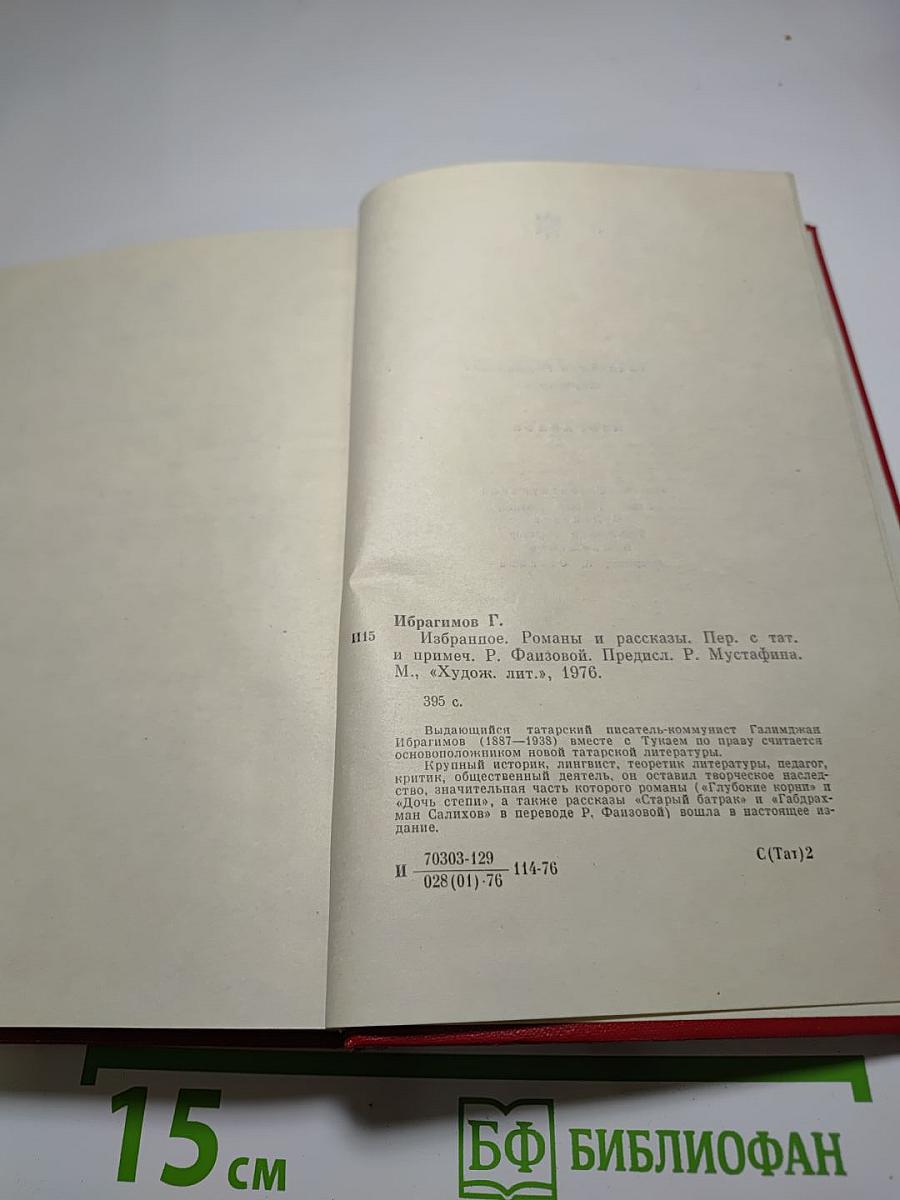 Ибрагимов Г.
И15
Избранное. Романы и рассказы. Пер. с тат.
и примеч. Р. Фаизовой. Предисл. Р. Мустафина.
М., «Худож. лит.», 1976.
395 с.
Выдающийся татарский писатель-коммунист Галимджан
Ибрагимов (1887—1938) вместе с Тукаем по праву считается
основоположником новой татарской литературы.
Крупный историк, лингвист, теоретик литературы, педагог,
критик, общественный деятель, он оставил творческое наслед-
ство, значительная часть которого романы («Глубокие корни» и
«Дочь степи», а также рассказы «Старый батрак» и «Габдрах-
ман Салихов» в переводе Р. Фаизовой) вошла в настоящее из-
дание.
И 70303-129
028(01)-76 114-76
С(Тат)2
15 см
БФ БИБЛИОФАН